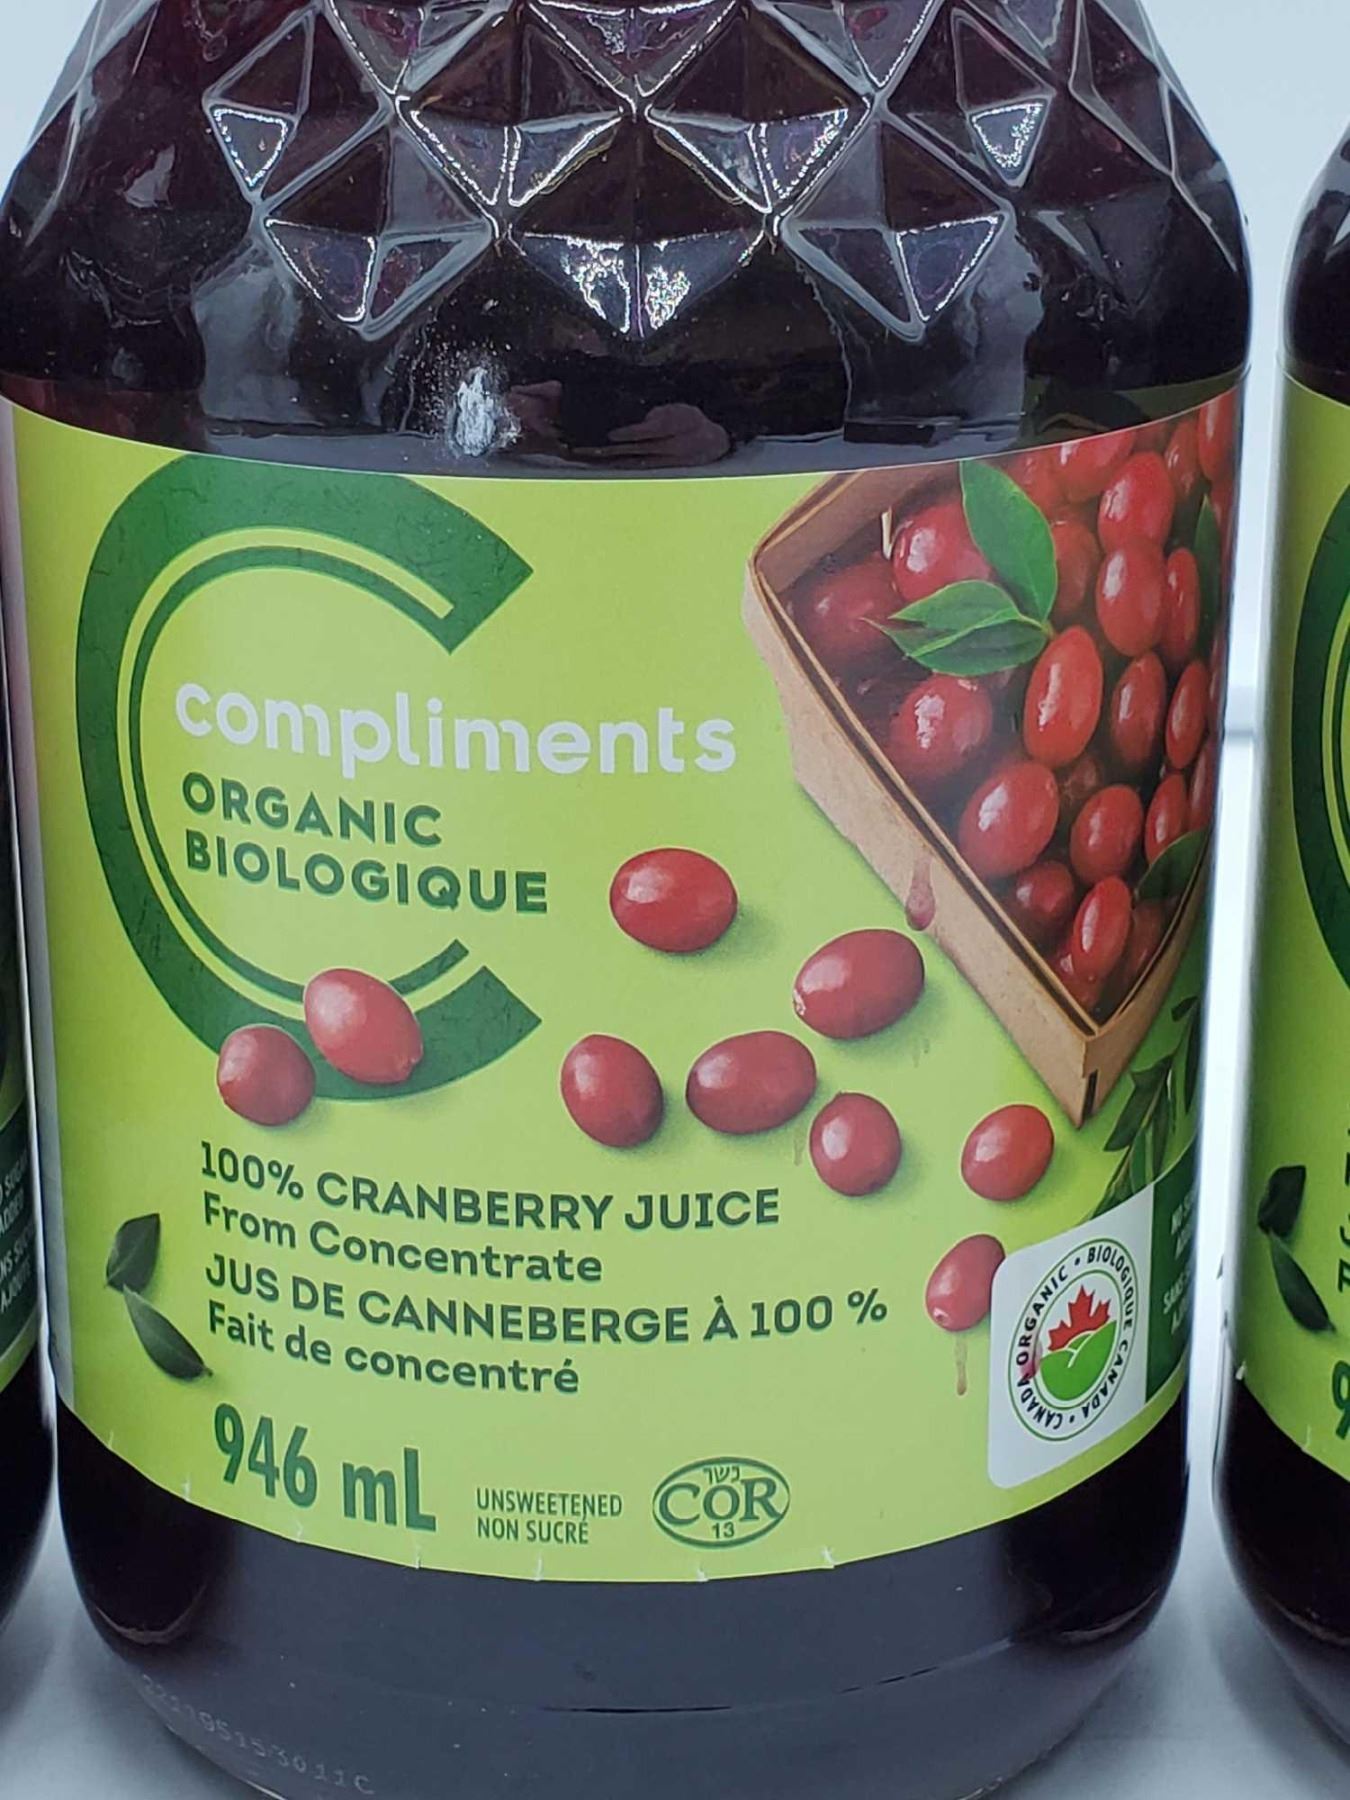 compliments
ORGANIC
BIOLOGIQUE
100% CRANBERRY JUICE
From Concentrate
JUS DE CANNEBERGE À 100 %
Fait de concentré
946 mL
UNSWEETENED
NON SUCRÉ
כשר
COR
13
CANADA ORGANIC • BIOLOGIQUE CANADA •